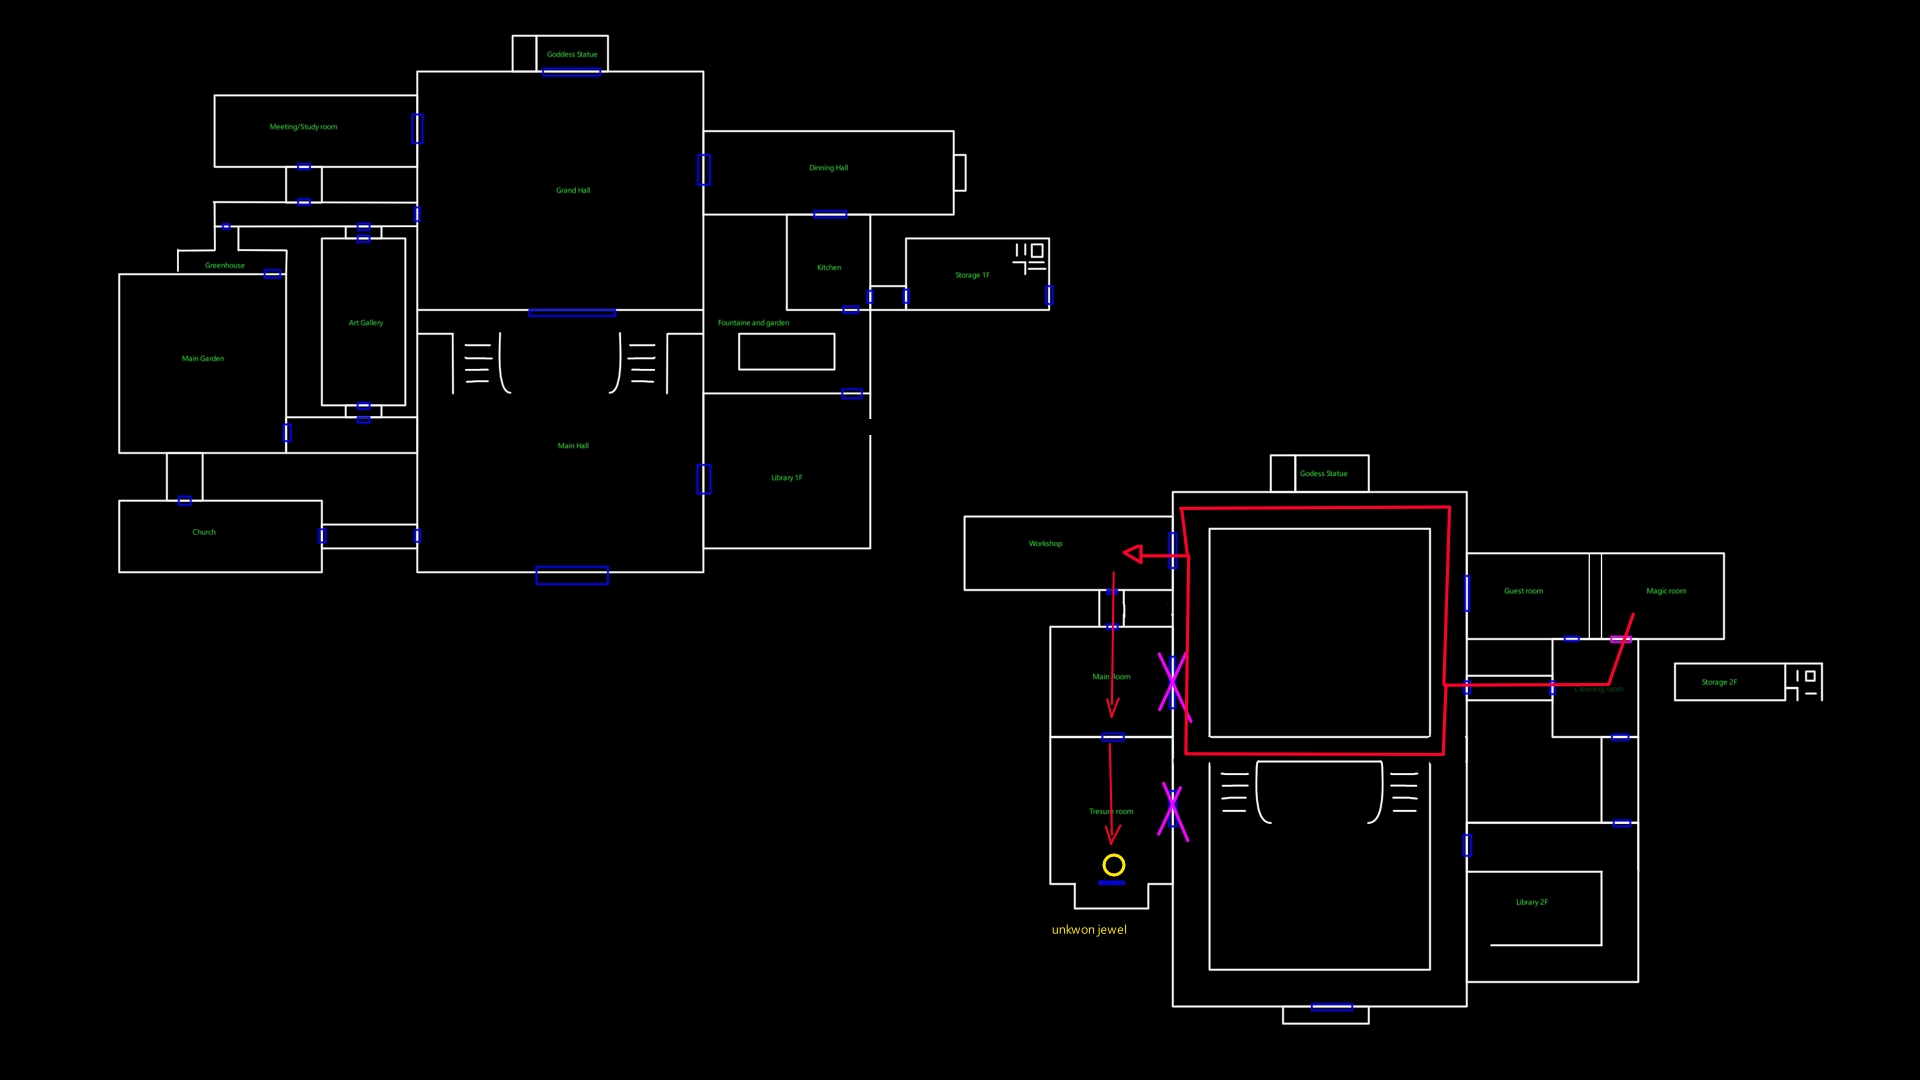 Goddess Statue
Meeting/Study room
Grand Hall
Dinning Hall
Greenhouse
Kitchen
Storage 1F
Art Gallery
Fountaine and garden
Main Garden
Main Hall
Library 1F
Church
Godess Statue
Workshop
Guest room
Magic room
Main Room
Storage 2F
Cleaning room
Tresure room
Library 2F
unkwon jewel